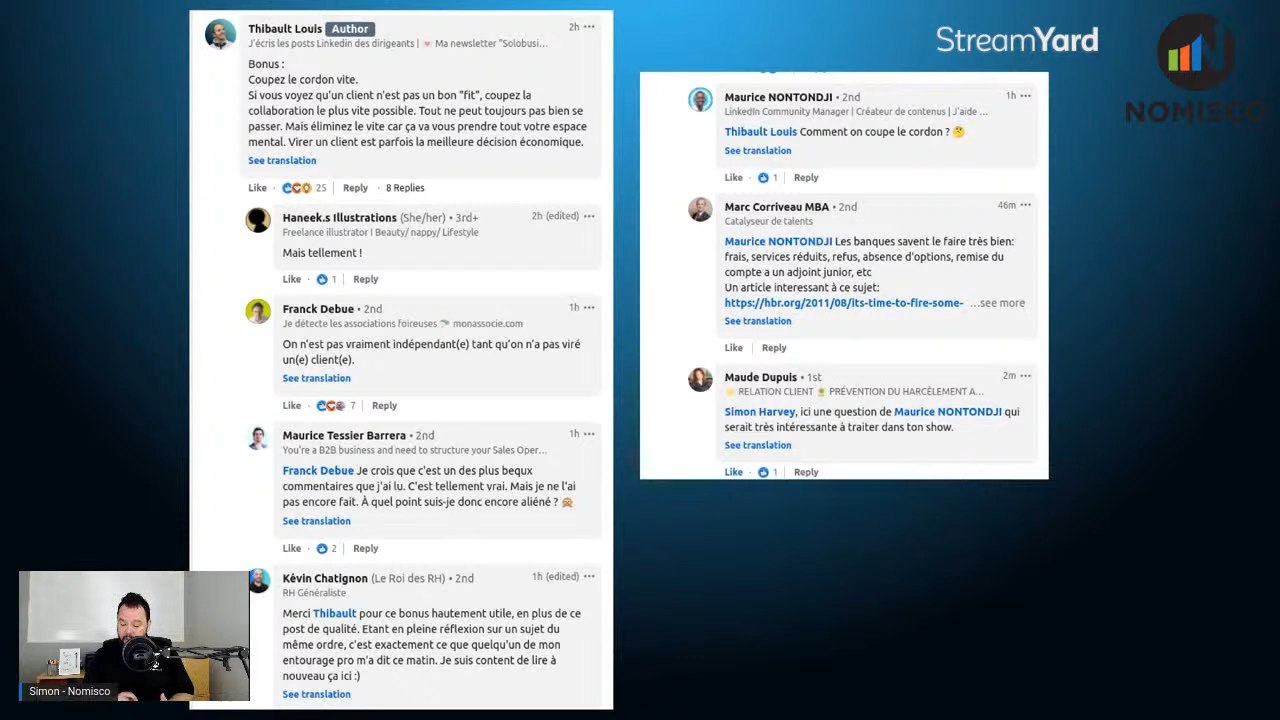 Thibault Louis Author
2h
J'écris les posts Linkedin des dirigeants | Ma newsletter "Solobusi…
Bonus :
Coupez le cordon vite.
Si vous voyez qu'un client n'est pas un bon "fit", coupez la
collaboration le plus vite possible. Tout ne peut toujours pas bien se
passer. Mais éliminez le vite car ça va vous prendre tout votre espace
mental. Virer un client est parfois la meilleure décision économique.
See translation
Like · 25 | Reply · 8 Replies
Haneek.s Illustrations (She/her) • 3rd+
2h (edited)
Freelance illustrator I Beauty/ nappy/ Lifestyle
Mais tellement !
Like · 1 | Reply
Franck Debue • 2nd
1h
Je détecte les associations foireuses monassocie.com
On n'est pas vraiment indépendant(e) tant qu'on n'a pas viré
un(e) client(e).
See translation
Like · 7 | Reply
Maurice Tessier Barrera • 2nd
1h
You're a B2B business and need to structure your Sales Oper…
Franck Debue Je crois que c'est un des plus bequx
commentaires que j'ai lu. C'est tellement vrai. Mais je ne l'ai
pas encore fait. À quel point suis-je donc encore aliéné ? 🙊
See translation
Like · 2 | Reply
Kévin Chatignon (Le Roi des RH) • 2nd
1h (edited)
RH Généraliste
Merci Thibault pour ce bonus hautement utile, en plus de ce
post de qualité. Etant en pleine réflexion sur un sujet du
même ordre, c'est exactement ce que quelqu'un de mon
entourage pro m'a dit ce matin. Je suis content de lire à
nouveau ça ici :)
See translation
StreamYard
NOMISCO
Maurice NONTONDJI • 2nd
1h
LinkedIn Community Manager | Créateur de contenus | J'aide …
Thibault Louis Comment on coupe le cordon ? 🤔
See translation
Like · 1 | Reply
Marc Corriveau MBA • 2nd
46m
Catalyseur de talents
Maurice NONTONDJI Les banques savent le faire très bien:
frais, services réduits, refus, absence d'options, remise du
compte a un adjoint junior, etc
Un article interessant à ce sujet:
https://hbr.org/2011/08/its-time-to-fire-some- …see more
See translation
Like | Reply
Maude Dupuis • 1st
2m
RELATION CLIENT PRÉVENTION DU HARCÈLEMENT A…
Simon Harvey, ici une question de Maurice NONTONDJI qui
serait très intéressante à traiter dans ton show.
See translation
Like · 1 | Reply
Simon - Nomisco